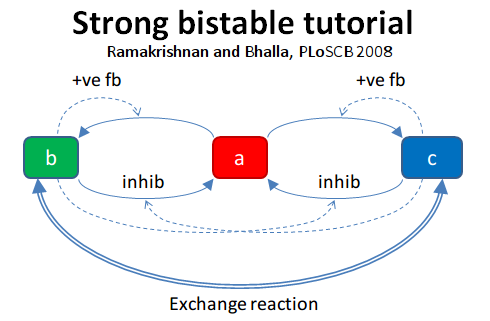 Strong bistable tutorial
Ramakrishnan and Bhalla, PLoSCB 2008
+ve fb
+ve fb
b
a
c
inhib
inhib
Exchange reaction